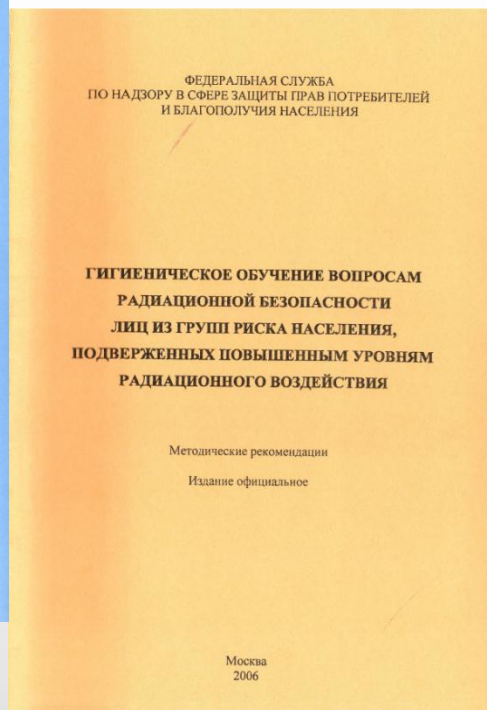 ФЕДЕРАЛЬНАЯ СЛУЖБА
ПО НАДЗОРУ В СФЕРЕ ЗАЩИТЫ ПРАВ ПОТРЕБИТЕЛЕЙ
И БЛАГОПОЛУЧИЯ НАСЕЛЕНИЯ
ГИГИЕНИЧЕСКОЕ ОБУЧЕНИЕ ВОПРОСАМ
РАДИАЦИОННОЙ БЕЗОПАСНОСТИ
ЛИЦ ИЗ ГРУПП РИСКА НАСЕЛЕНИЯ,
ПОДВЕРЖЕННЫХ ПОВЫШЕННЫМ УРОВНЯМ
РАДИАЦИОННОГО ВОЗДЕЙСТВИЯ
Методические рекомендации
Издание официальное
Москва
2006